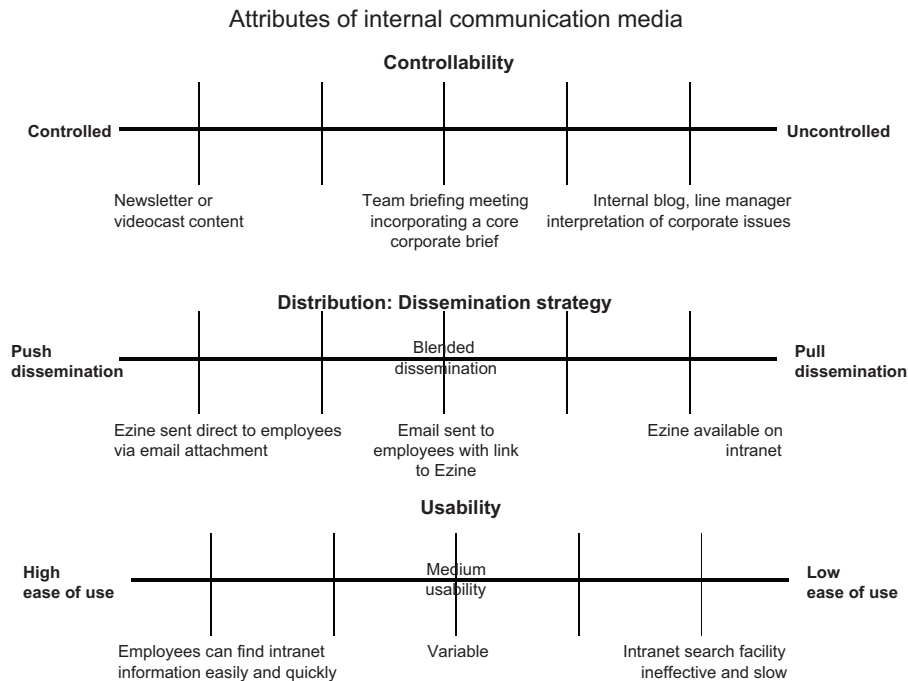 Attributes of internal communication media
Controllability
Controlled
Uncontrolled
Newsletter or
videocast content
Team briefing meeting
incorporating a core
corporate brief
Internal blog, line manager
interpretation of corporate issues
Distribution: Dissemination strategy
Push
dissemination
Blended
dissemination
Pull
dissemination
Ezine sent direct to employees
via email attachment
Email sent to
employees with link
to Ezine
Ezine available on
intranet
Usability
High
ease of use
Medium
usability
Low
ease of use
Employees can find intranet
information easily and quickly
Variable
Intranet search facility
ineffective and slow